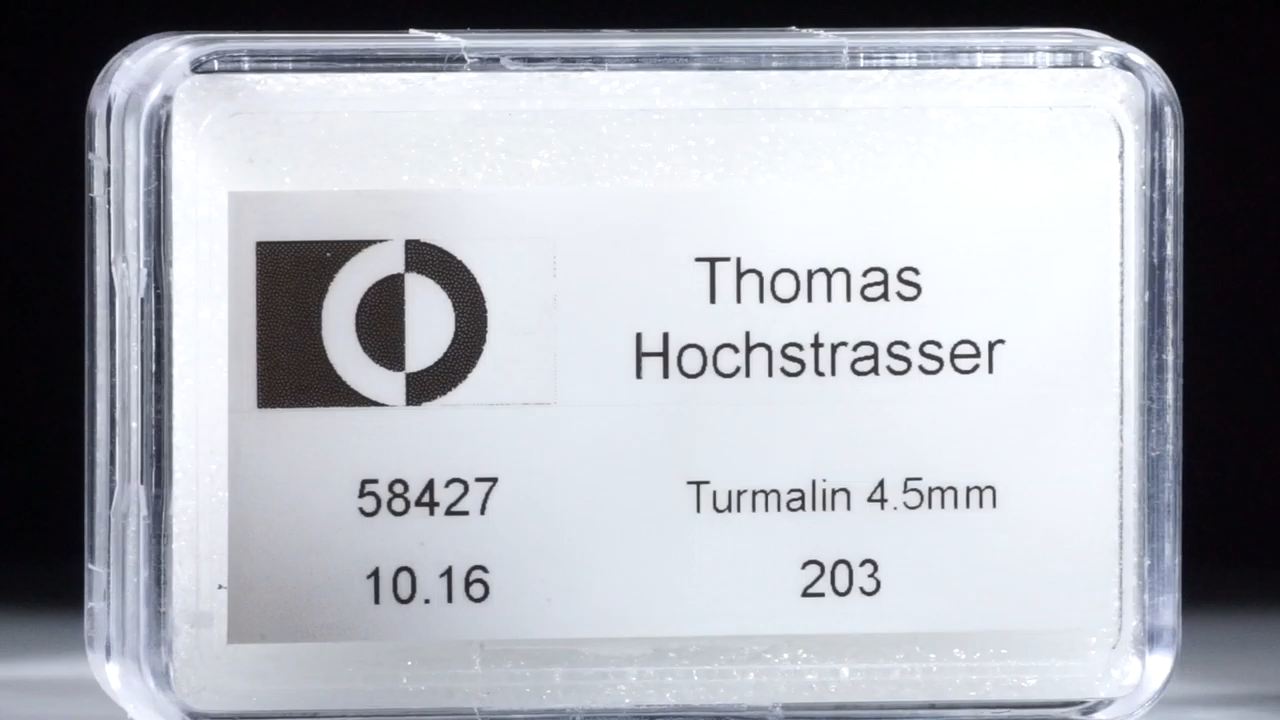 Thomas
Hochstrasser
58427
Turmalin 4.5mm
10.16
203